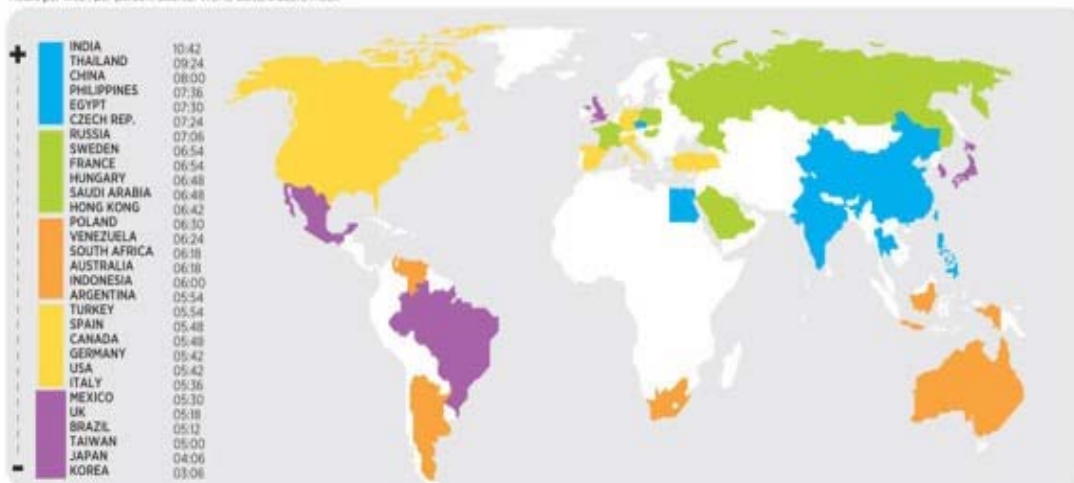 INDIA 10:42
THAILAND 09:24
CHINA 08:00
PHILIPPINES 07:36
EGYPT 07:30
CZECH REP. 07:24
RUSSIA 07:06
SWEDEN 06:54
FRANCE 06:54
HUNGARY 06:48
SAUDI ARABIA 06:48
HONG KONG 06:42
POLAND 06:30
VENEZUELA 06:24
SOUTH AFRICA 06:18
AUSTRALIA 06:18
INDONESIA 06:00
ARGENTINA 05:54
TURKEY 05:54
SPAIN 05:48
CANADA 05:48
GERMANY 05:42
USA 05:42
ITALY 05:36
MEXICO 05:30
UK 05:18
BRAZIL 05:12
TAIWAN 05:00
JAPAN 04:06
KOREA 03:06